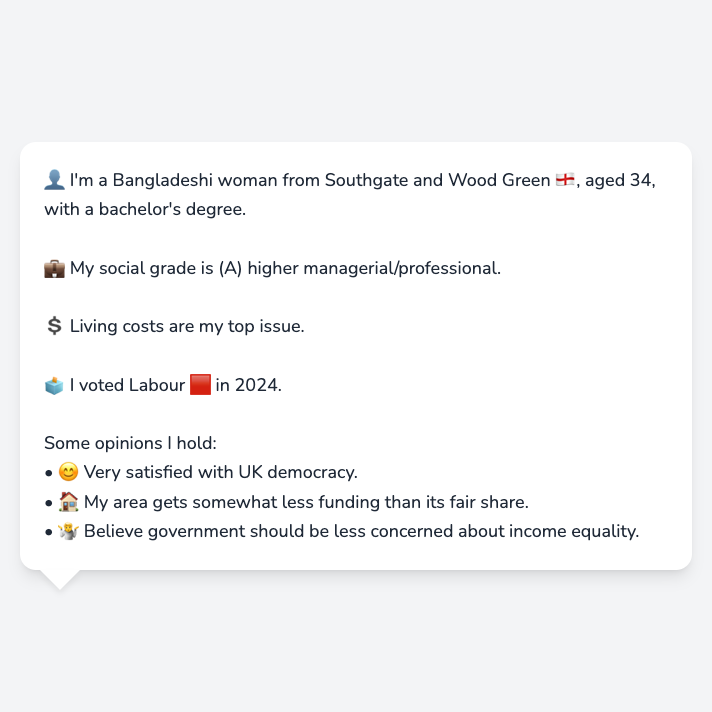 👤 I'm a Bangladeshi woman from Southgate and Wood Green 🏴󠁧󠁢󠁥󠁮󠁧󠁿, aged 34,
with a bachelor's degree.
💼 My social grade is (A) higher managerial/professional.
💲 Living costs are my top issue.
🗳️ I voted Labour 🟥 in 2024.
Some opinions I hold:
• 😊 Very satisfied with UK democracy.
• 🏠 My area gets somewhat less funding than its fair share.
• 🤷 Believe government should be less concerned about income equality.